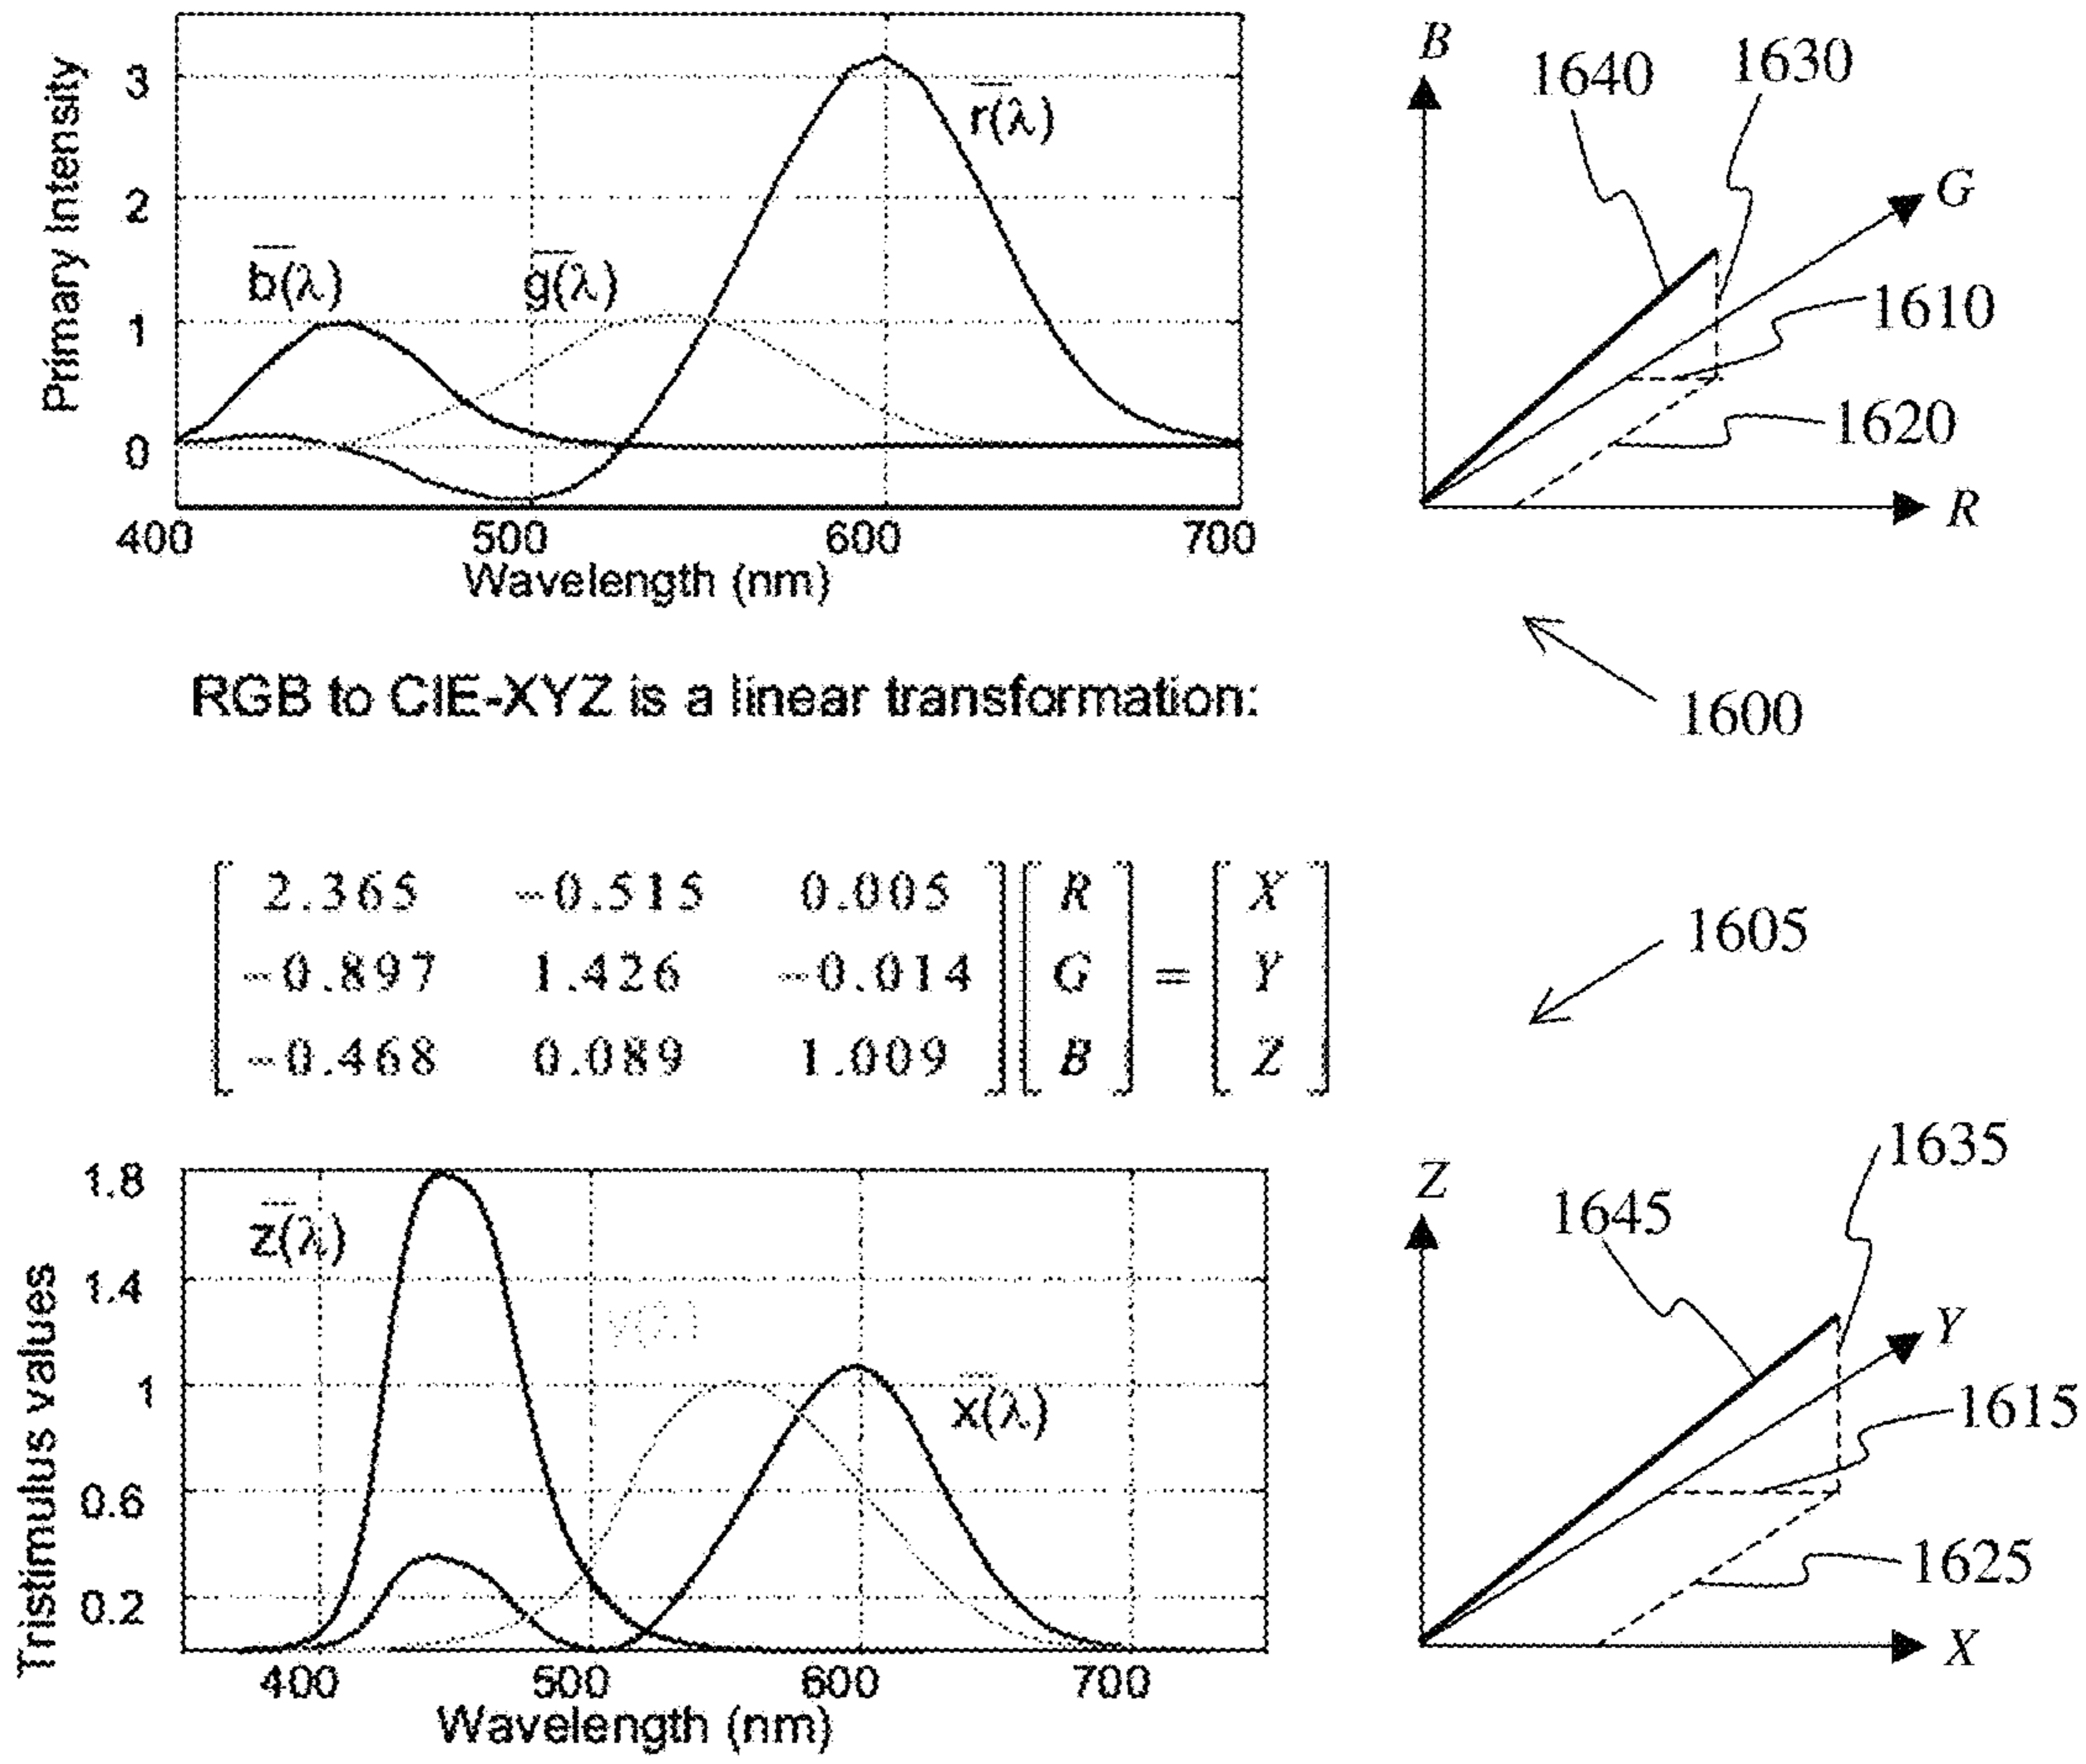 Primary Intensity
3
2
1
0
b(λ)
g(λ)
r(λ)
400 500 600 700
Wavelength (nm)
B
G
R
1640
1630
1610
1620
1600
RGB to CIE-XYZ is a linear transformation:
2.365 -0.515 0.005 R X
-0.897 1.426 -0.014 G = Y
-0.468 0.089 1.009 B Z
1605
Tristimulus values
1.8
1.4
1
0.6
0.2
z(λ)
x(λ)
400 500 600 700
Wavelength (nm)
Z
Y
X
1645
1635
1615
1625